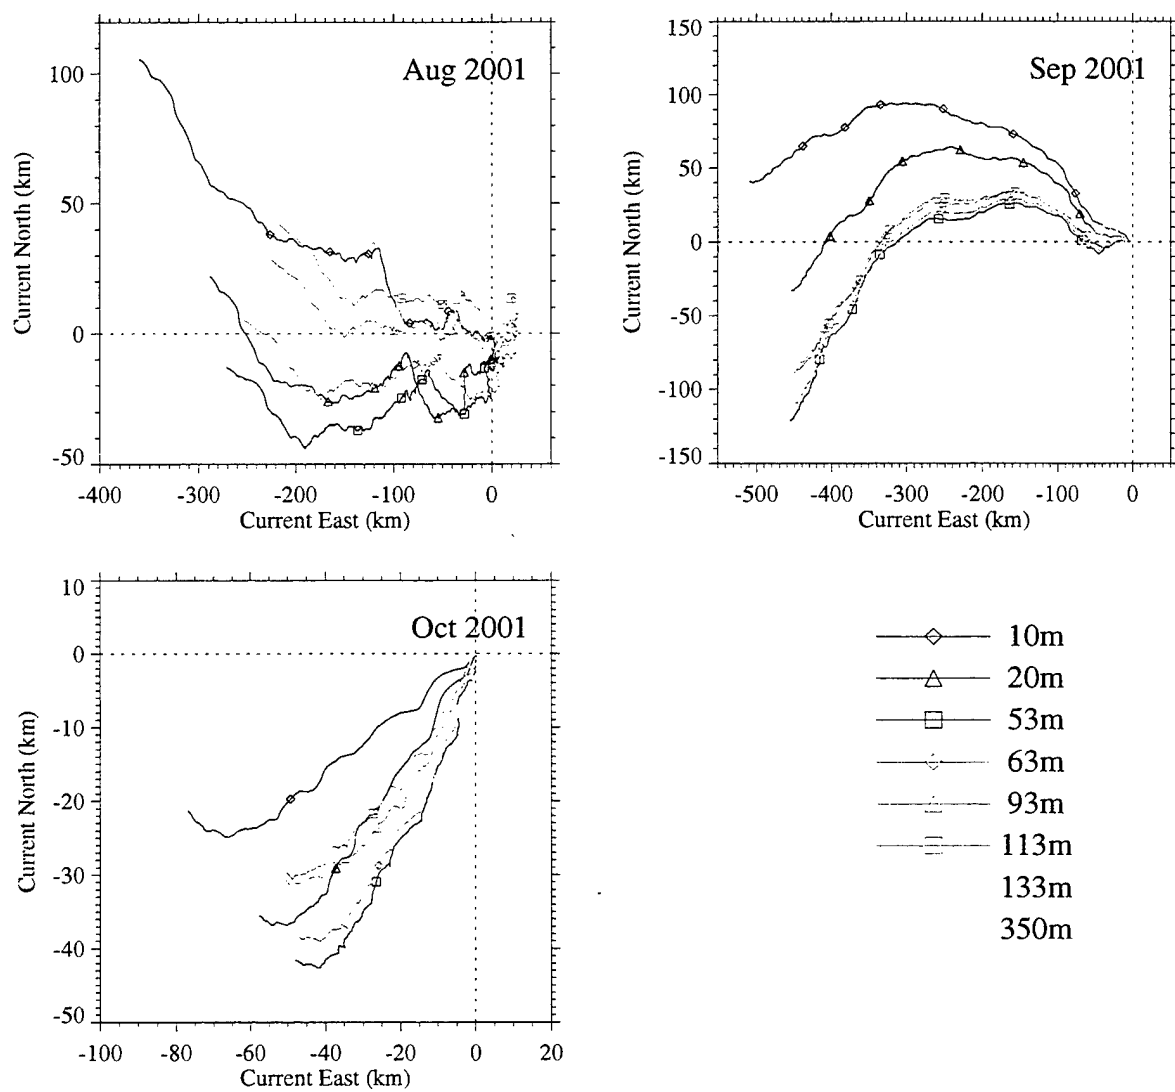 Aug 2001
100
50
0
-50
-400
-300
-200
-100
0
Current North (km)
Current East (km)
Sep 2001
150
100
50
0
-50
-100
-150
-500
-400
-300
-200
-100
0
Current North (km)
Current East (km)
Oct 2001
10
0
-10
-20
-30
-40
-50
-100
-80
-60
-40
-20
0
20
Current North (km)
Current East (km)
10m
20m
53m
63m
93m
113m
133m
350m